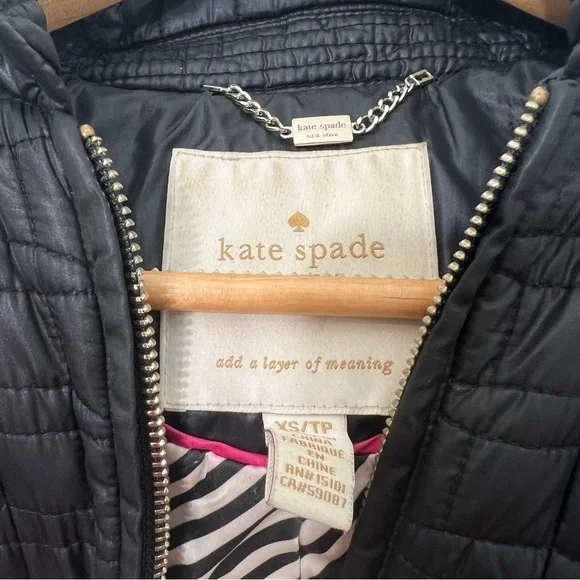 kate spade
NEW YORK
kate spade
add a layer of meaning
XS/TP
CHINA
FABRIQUÉ
EN
CHINE
RN#15101
CA#59087